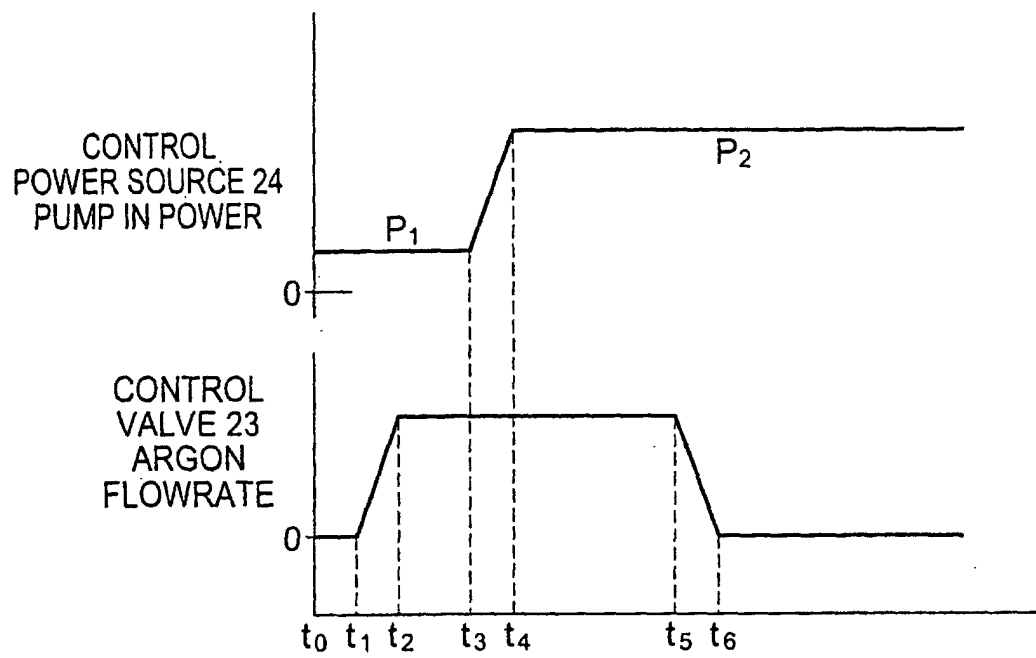 CONTROL
POWER SOURCE 24
PUMP IN POWER
P1
P2
0
CONTROL
VALVE 23
ARGON
FLOWRATE
0
t0 t1 t2 t3 t4 t5 t6